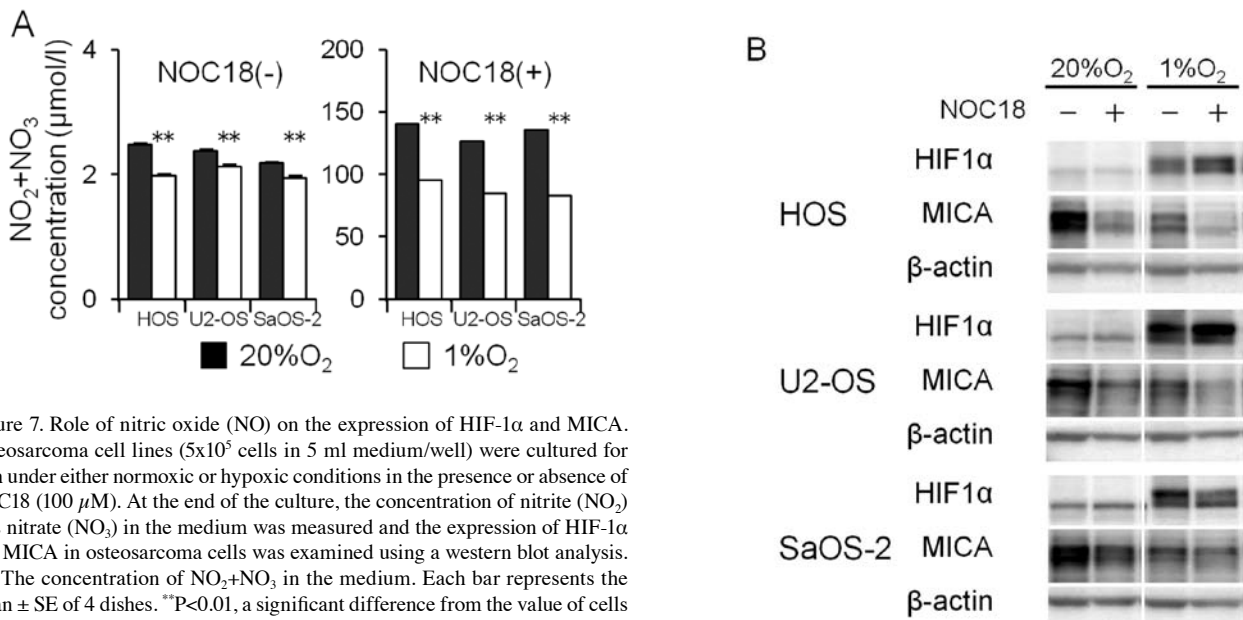 A
4
2
0
NO₂+NO₃
concentration (µmol/l)
NOC18(-)
** ** **
HOS U2-OS SaOS-2
200
150
100
50
0
NOC18(+)
** ** **
HOS U2-OS SaOS-2
20%O₂ 1%O₂
ure 7. Role of nitric oxide (NO) on the expression of HIF-1α and MICA.
eosarcoma cell lines (5x10⁵ cells in 5 ml medium/well) were cultured for
under either normoxic or hypoxic conditions in the presence or absence of
C18 (100 µM). At the end of the culture, the concentration of nitrite (NO₂)
nitrate (NO₃) in the medium was measured and the expression of HIF-1α
MICA in osteosarcoma cells was examined using a western blot analysis.
The concentration of NO₂+NO₃ in the medium. Each bar represents the
an ± SE of 4 dishes. **P<0.01, a significant difference from the value of cells
B
20%O₂ 1%O₂
NOC18 − + − +
HOS
HIF1α
MICA
β-actin
U2-OS
HIF1α
MICA
β-actin
SaOS-2
HIF1α
MICA
β-actin